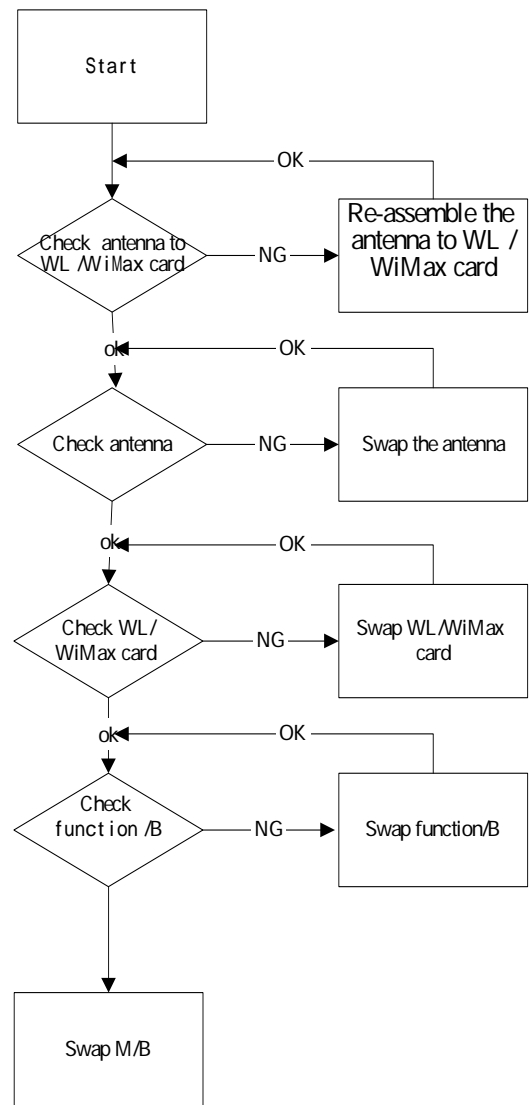 Start
OK
Check antenna to
WL /WiMax card
NG
Re-assemble the
antenna to WL /
WiMax card
ok
OK
Check antenna
NG
Swap the antenna
ok
OK
Check WL/
WiMax card
NG
Swap WL/WiMax
card
ok
OK
Check
function /B
NG
Swap function/B
Swap M/B